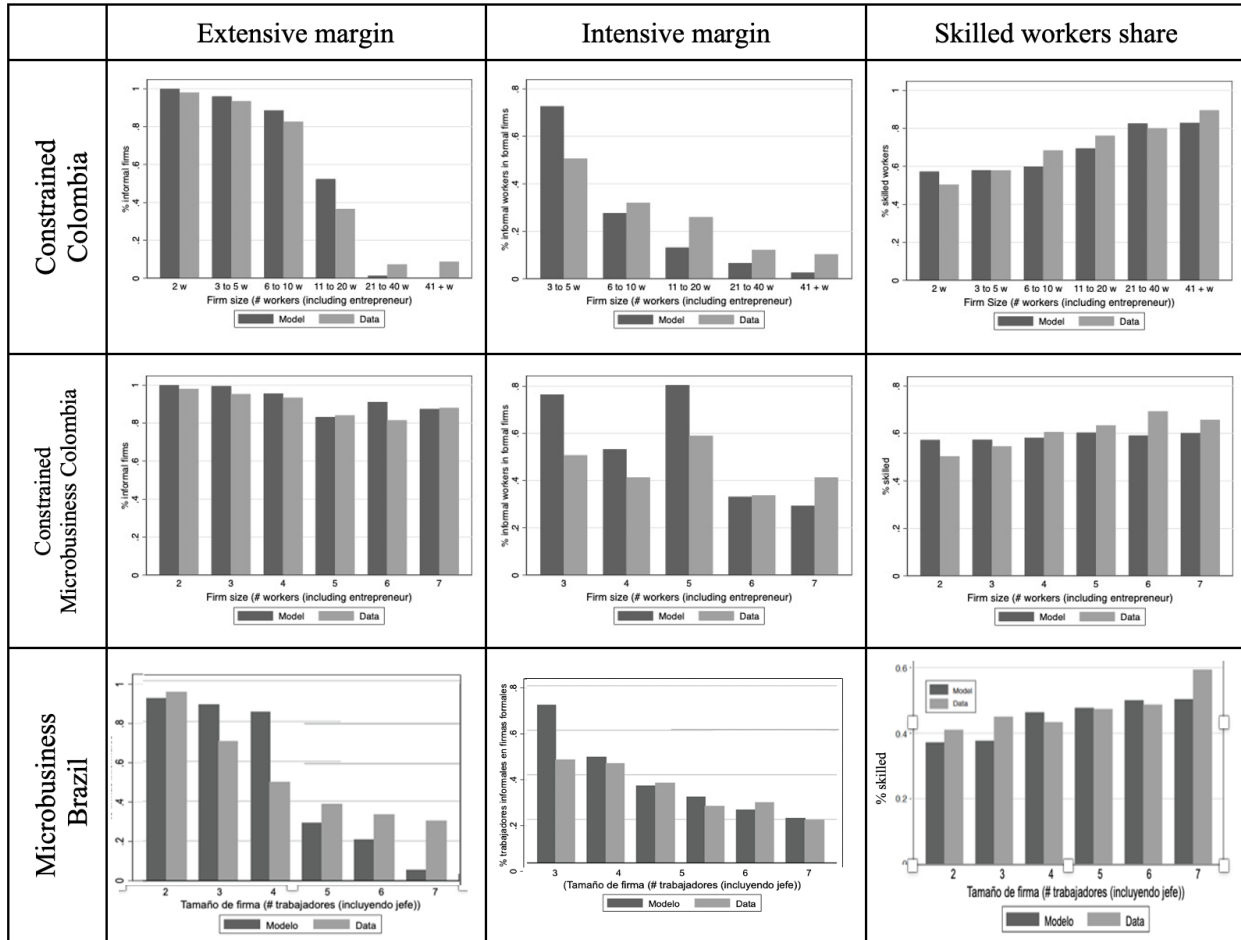 Extensive margin
Intensive margin
Skilled workers share
Constrained
Colombia
% informal firms
1
.8
.6
.4
.2
0
2 w 3 to 5 w 6 to 10 w 11 to 20 w 21 to 40 w 41 + w
Firm size (# workers (including entrepreneur)
Model Data
% informal workers in formal firms
.8
.6
.4
.2
0
3 to 5 w 6 to 10 w 11 to 20 w 21 to 40 w 41 + w
Firm size (# workers (including entrepreneur)
Model Data
% skilled workers
1
.8
.6
.4
.2
0
2 w 3 to 5 w 6 to 10 w 11 to 20 w 21 to 40 w 41 + w
Firm Size (# workers (including entrepreneur))
Model Data
Constrained
Microbusiness Colombia
% informal firms
1
.8
.6
.4
.2
0
2 3 4 5 6 7
Firm size (# workers (including entrepreneur)
Model Data
% informal workers in formal firms
.8
.6
.4
.2
0
3 4 5 6 7
Firm size (# workers (including entrepreneur)
Model Data
% skilled
.8
.6
.4
.2
0
2 3 4 5 6 7
Firm size (# workers (including entrepreneur)
Model Data
Microbusiness
Brazil
1
.8
.6
.4
.2
0
2 3 4 5 6 7
Tamaño de firma (# trabajadores (incluyendo jefe))
Modelo Data
% trabajadores informales en firmas formales
.8
.6
.4
.2
0
3 4 5 6 7
(Tamaño de firma (# trabajadores (incluyendo jefe))
Modelo Data
% skilled
0.6
0.4
0.2
0
Model
Data
2 3 4 5 6 7
Tamaño de firma (# trabajadores (incluyendo jefe))
Modelo Data